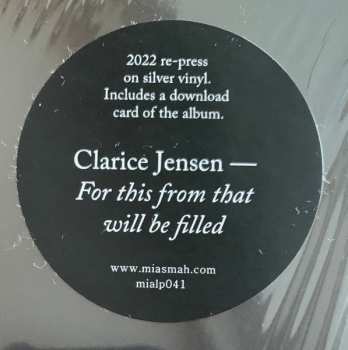 2022 re-press
on silver vinyl.
Includes a download
card of the album.
Clarice Jensen —
For this from that
will be filled
www.miasmah.com
mialp041